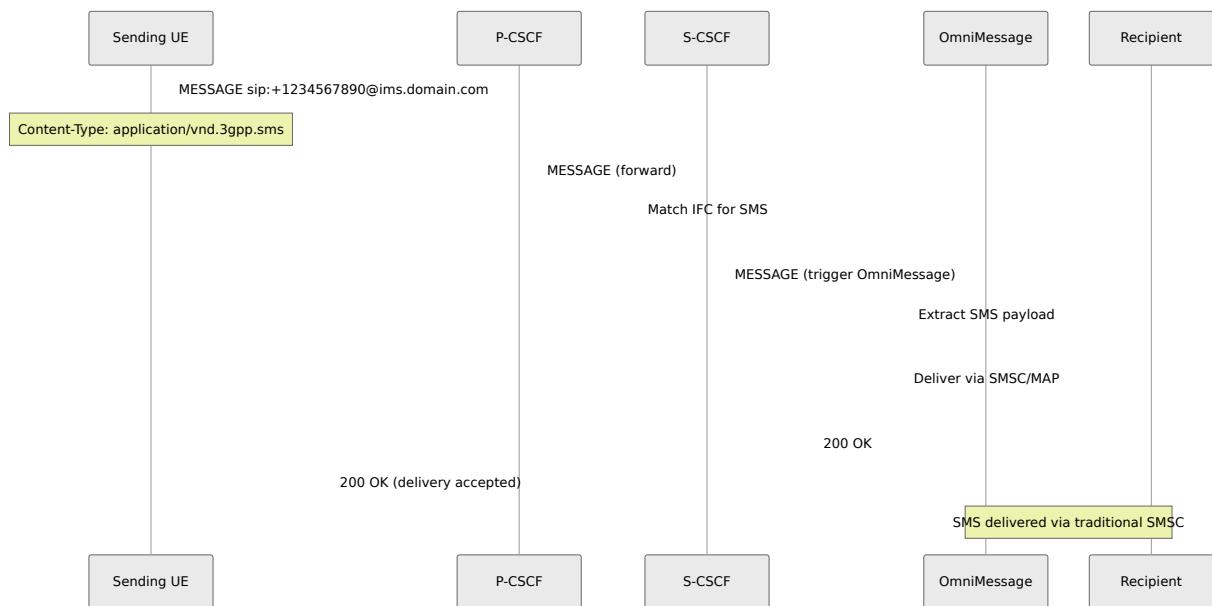 Sending UE
P-CSCF
S-CSCF
OmniMessage
Recipient
MESSAGE sip:+1234567890@ims.domain.com
Content-Type: application/vnd.3gpp.sms
MESSAGE (forward)
Match IFC for SMS
MESSAGE (trigger OmniMessage)
Extract SMS payload
Deliver via SMSC/MAP
200 OK
200 OK (delivery accepted)
SMS delivered via traditional SMSC
Sending UE
P-CSCF
S-CSCF
OmniMessage
Recipient